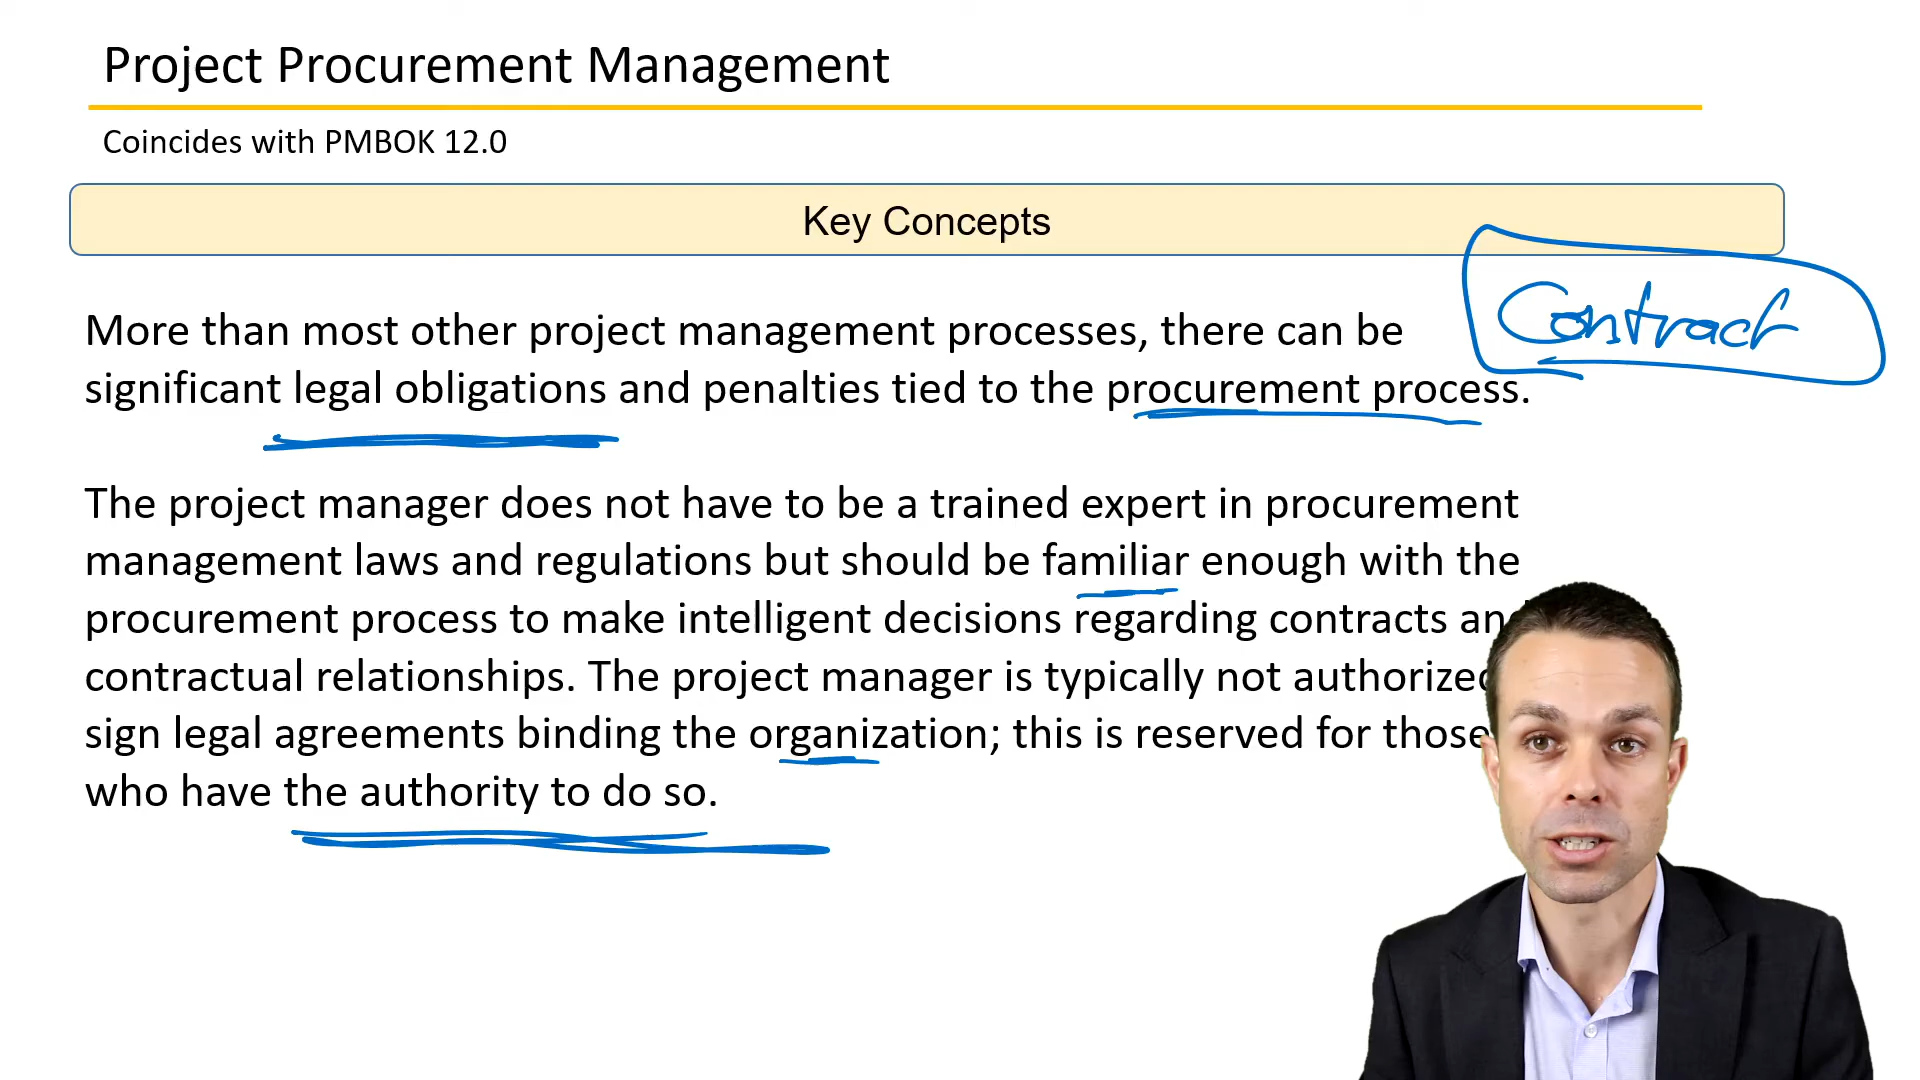 Project Procurement Management
Coincides with PMBOK 12.0
Key Concepts
Contract
More than most other project management processes, there can be
significant legal obligations and penalties tied to the procurement process.
The project manager does not have to be a trained expert in procurement
management laws and regulations but should be familiar enough with the
procurement process to make intelligent decisions regarding contracts
contractual relationships. The project manager is typically not authorized
sign legal agreements binding the organization; this is reserved for those
who have the authority to do so.